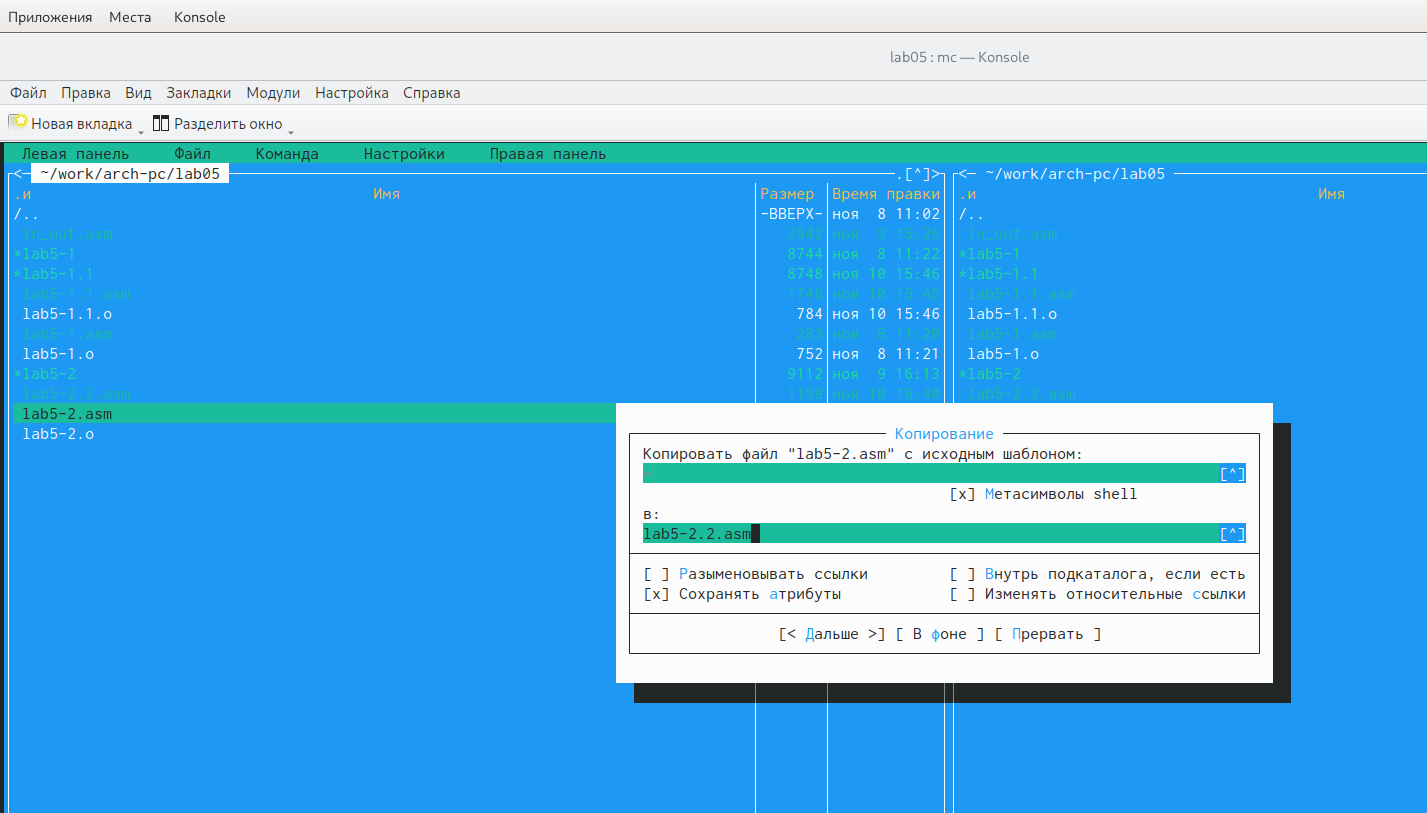 Приложения Места Konsole
lab05 : mc — Konsole
Файл Правка Вид Закладки Модули Настройка Справка
Новая вкладка Разделить окно
Левая панель Файл Команда Настройки Правая панель
<— ~/work/arch-pc/lab05 .[^]> <— ~/work/arch-pc/lab05
.и Имя Размер Время правки .и Имя
/.. -ВВЕРХ- ноя 8 11:02 /..
in_out.asm 3942 ноя 9 15:26 in_out.asm
*lab5-1 8744 ноя 8 11:22 *lab5-1
*lab5-1.1 8748 ноя 10 15:46 *lab5-1.1
lab5-1.1.asm 1746 ноя 10 15:45 lab5-1.1.asm
lab5-1.1.o 784 ноя 10 15:46 lab5-1.1.o
lab5-1.asm 283 ноя 8 11:20 lab5-1.asm
lab5-1.o 752 ноя 8 11:21 lab5-1.o
*lab5-2 9112 ноя 9 16:13 *lab5-2
lab5-2.2.asm 1199 ноя 10 16:40 lab5-2.2.asm
lab5-2.asm
lab5-2.o
Копирование
Копировать файл "lab5-2.asm" с исходным шаблоном:
* [^]
[x] Метасимволы shell
в:
lab5-2.2.asm [^]
[ ] Разыменовывать ссылки [ ] Внутрь подкаталога, если есть
[x] Сохранять атрибуты [ ] Изменять относительные ссылки
[< Дальше >] [ В фоне ] [ Прервать ]